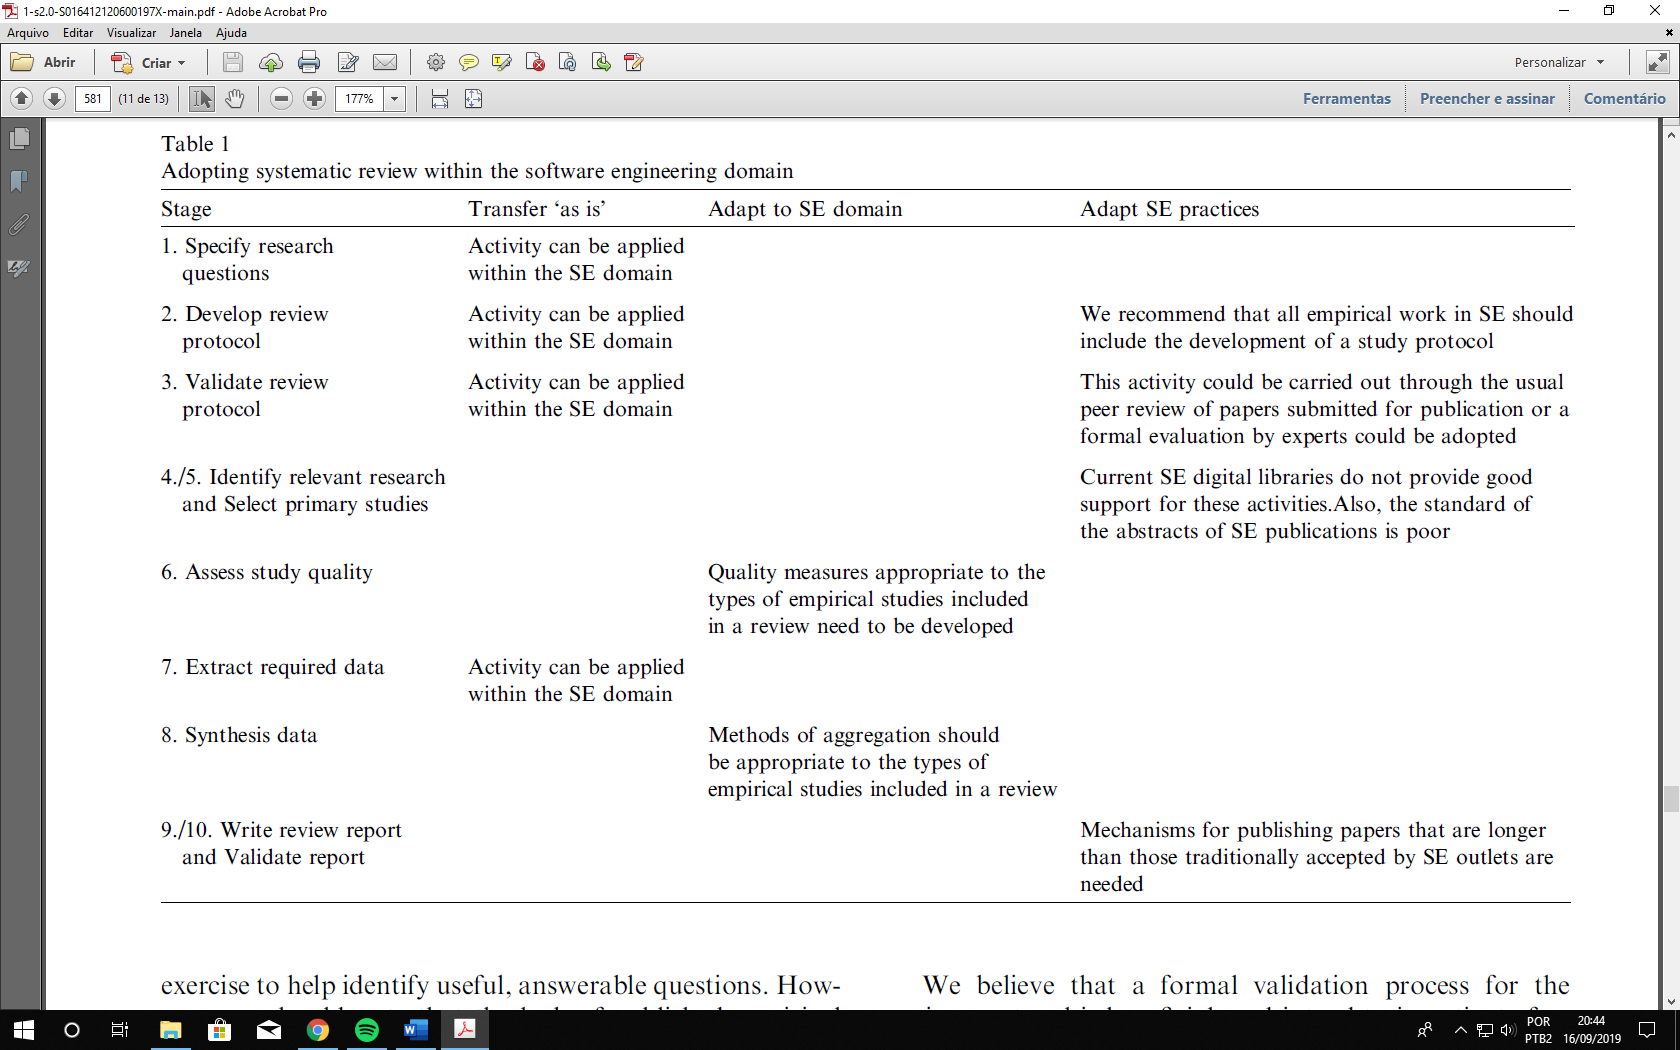 1-s2.0-S016412120600197X-main.pdf - Adobe Acrobat Pro
Arquivo Editar Visualizar Janela Ajuda
Abrir Criar Personalizar
581 (11 de 13) 177% Ferramentas Preencher e assinar Comentário
Table 1
Adopting systematic review within the software engineering domain
Stage Transfer ‘as is’ Adapt to SE domain Adapt SE practices
1. Specify research Activity can be applied
questions within the SE domain
2. Develop review Activity can be applied We recommend that all empirical work in SE should
protocol within the SE domain include the development of a study protocol
3. Validate review Activity can be applied This activity could be carried out through the usual
protocol within the SE domain peer review of papers submitted for publication or a
formal evaluation by experts could be adopted
4./5. Identify relevant research Current SE digital libraries do not provide good
and Select primary studies support for these activities.Also, the standard of
the abstracts of SE publications is poor
6. Assess study quality Quality measures appropriate to the
types of empirical studies included
in a review need to be developed
7. Extract required data Activity can be applied
within the SE domain
8. Synthesis data Methods of aggregation should
be appropriate to the types of
empirical studies included in a review
9./10. Write review report Mechanisms for publishing papers that are longer
and Validate report than those traditionally accepted by SE outlets are
needed
exercise to help identify useful, answerable questions. How- We believe that a formal validation process for the
POR 20:44
PTB2 16/09/2019